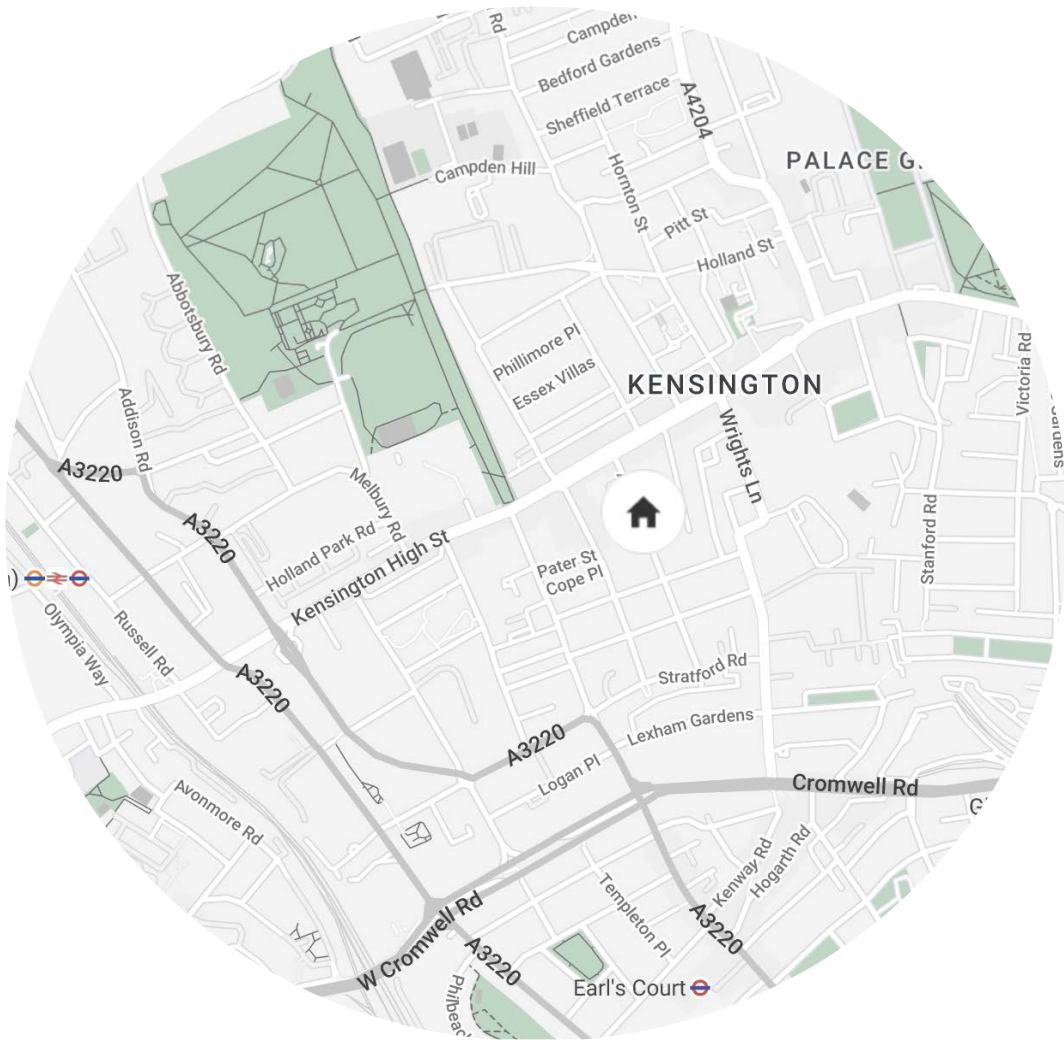 Rd
Campden
Bedford Gardens
Sheffield Terrace
A4204
PALACE G
Campden Hill
Hornton St
Pitt St
Holland St
Abbotsbury Rd
Phillimore Pl
Essex Villas
KENSINGTON
Victoria Rd
Gardens
Addison Rd
Wrights Ln
A3220
Melbury Rd
A3220
Holland Park Rd
Kensington High St
Stanford Rd
Pater St
Cope Pl
)
Olympia Way
Russell Rd
Stratford Rd
A3220
Lexham Gardens
A3220
Logan Pl
Cromwell Rd
Avonmore Rd
Kenway Rd
Hogarth Rd
Templeton Pl
W Cromwell Rd
A3220
A3220
Earl's Court
Philbeac